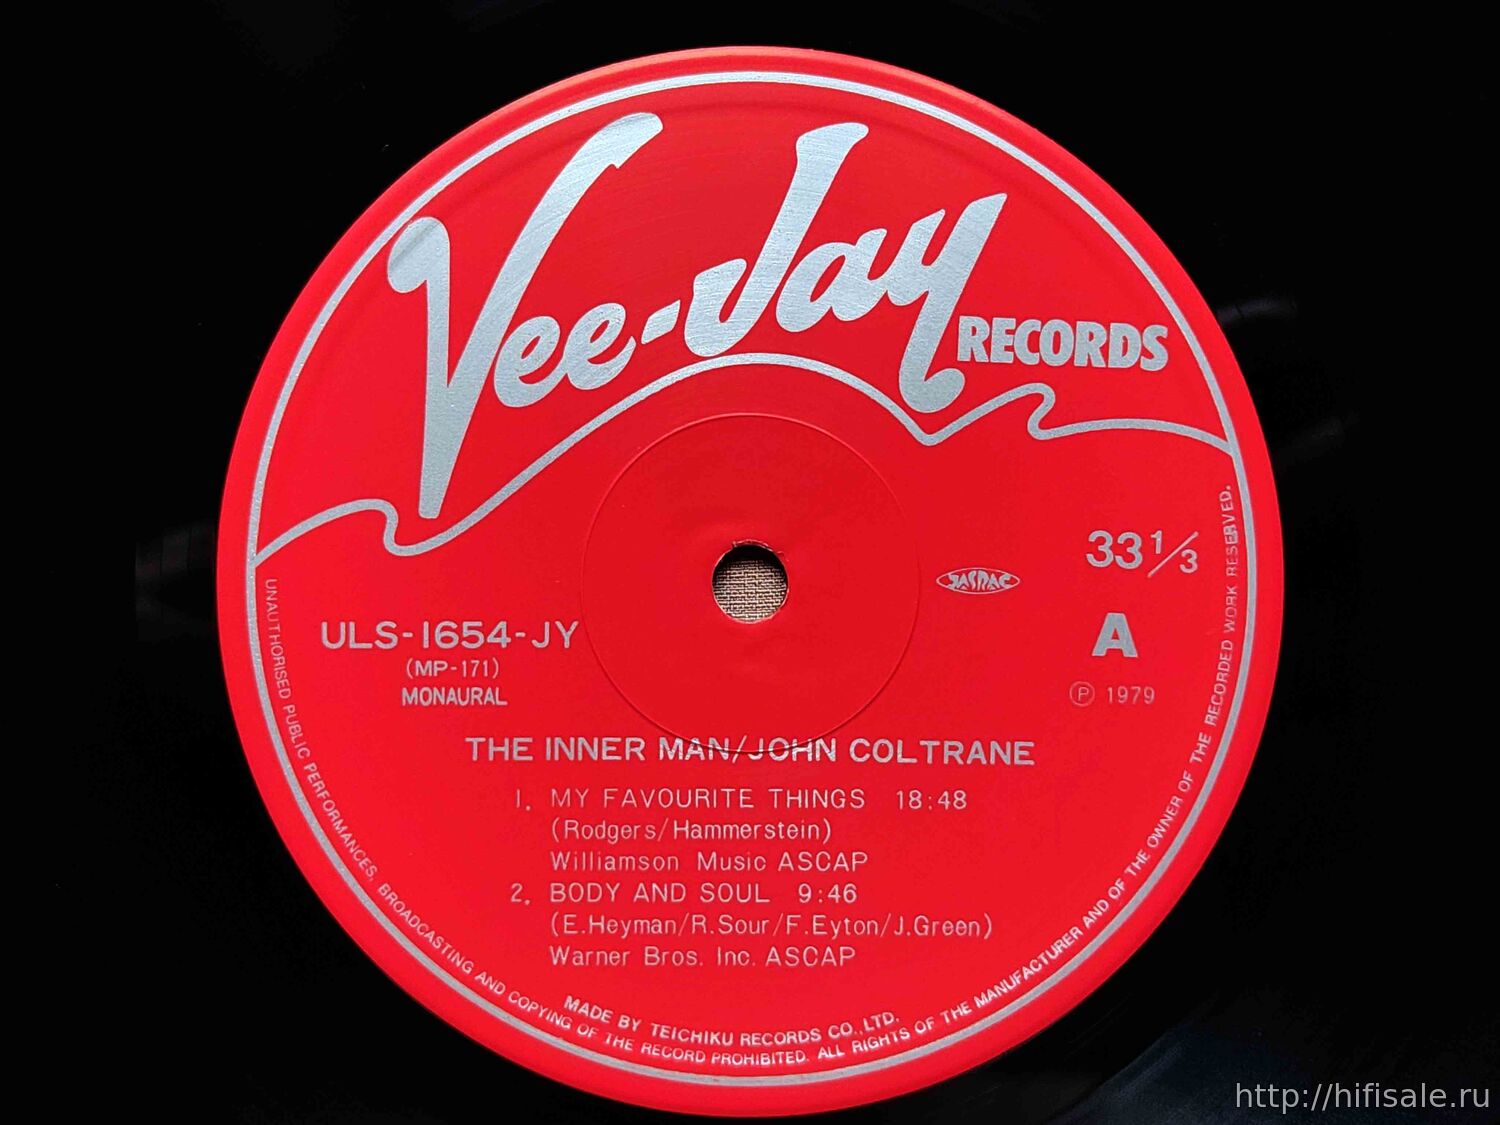 Vee-Jay
RECORDS
33 1/3
JASRAC
ULS-1654-JY
(MP-171)
MONAURAL
A
Ⓟ 1979
THE INNER MAN/JOHN COLTRANE
1. MY FAVOURITE THINGS 18:48
(Rodgers/Hammerstein)
Williamson Music ASCAP
2. BODY AND SOUL 9:46
(E.Heyman/R.Sour/F.Eyton/J.Green)
Warner Bros. Inc. ASCAP
MADE BY TEICHIKU RECORDS CO.,LTD.
UNAUTHORISED PUBLIC PERFORMANCES, BROADCASTING AND COPYING OF THE RECORD PROHIBITED. ALL RIGHTS OF THE MANUFACTURER AND OF THE OWNER OF THE RECORDED WORK RESERVED.
http://hifisale.ru